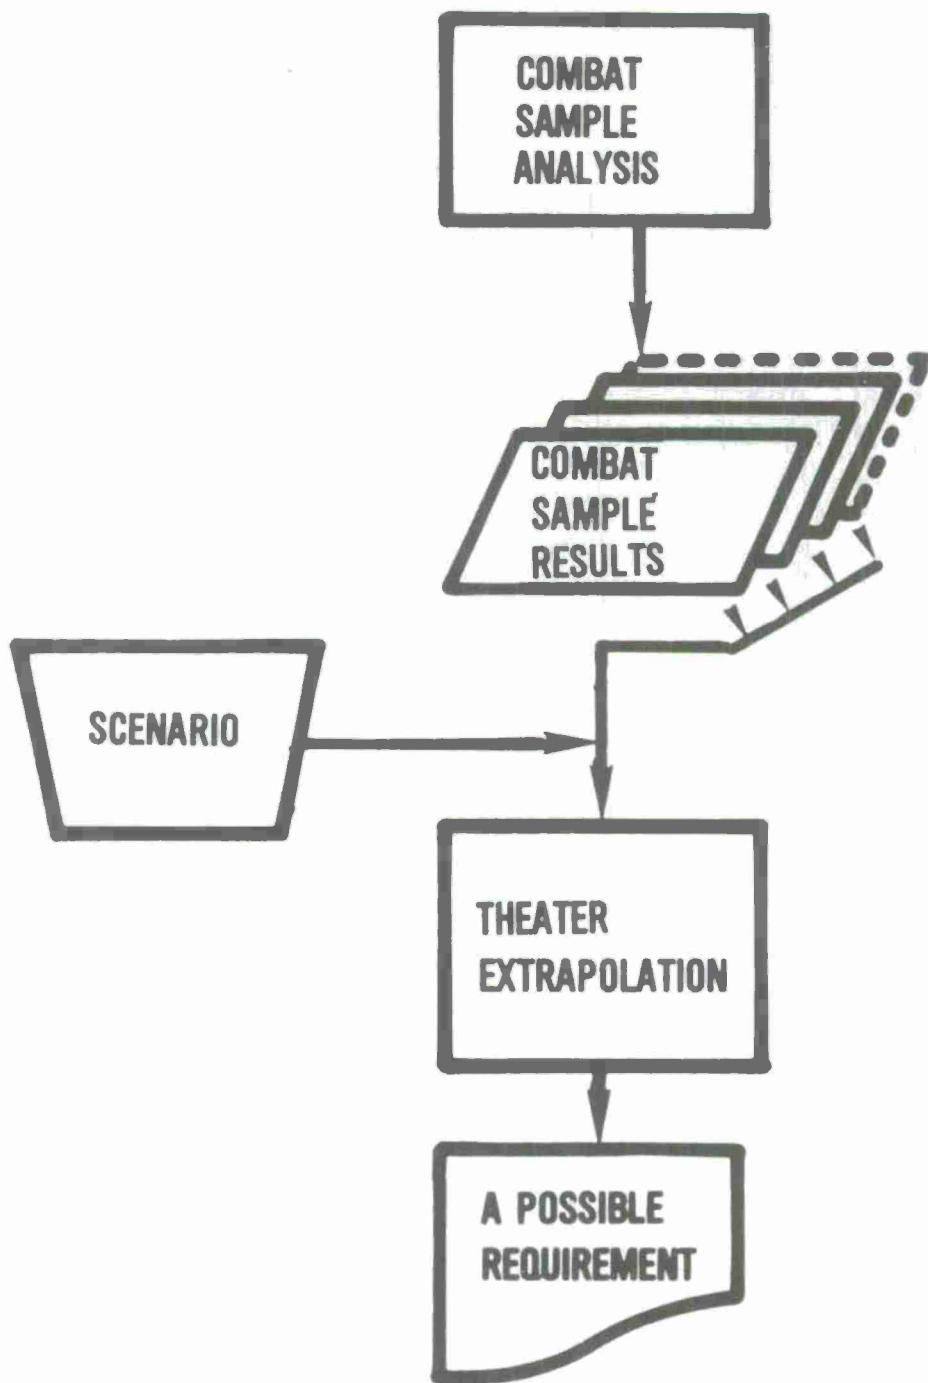 COMBAT
SAMPLE
ANALYSIS
COMBAT
SAMPLE
RESULTS
SCENARIO
THEATER
EXTRAPOLATION
A POSSIBLE
REQUIREMENT